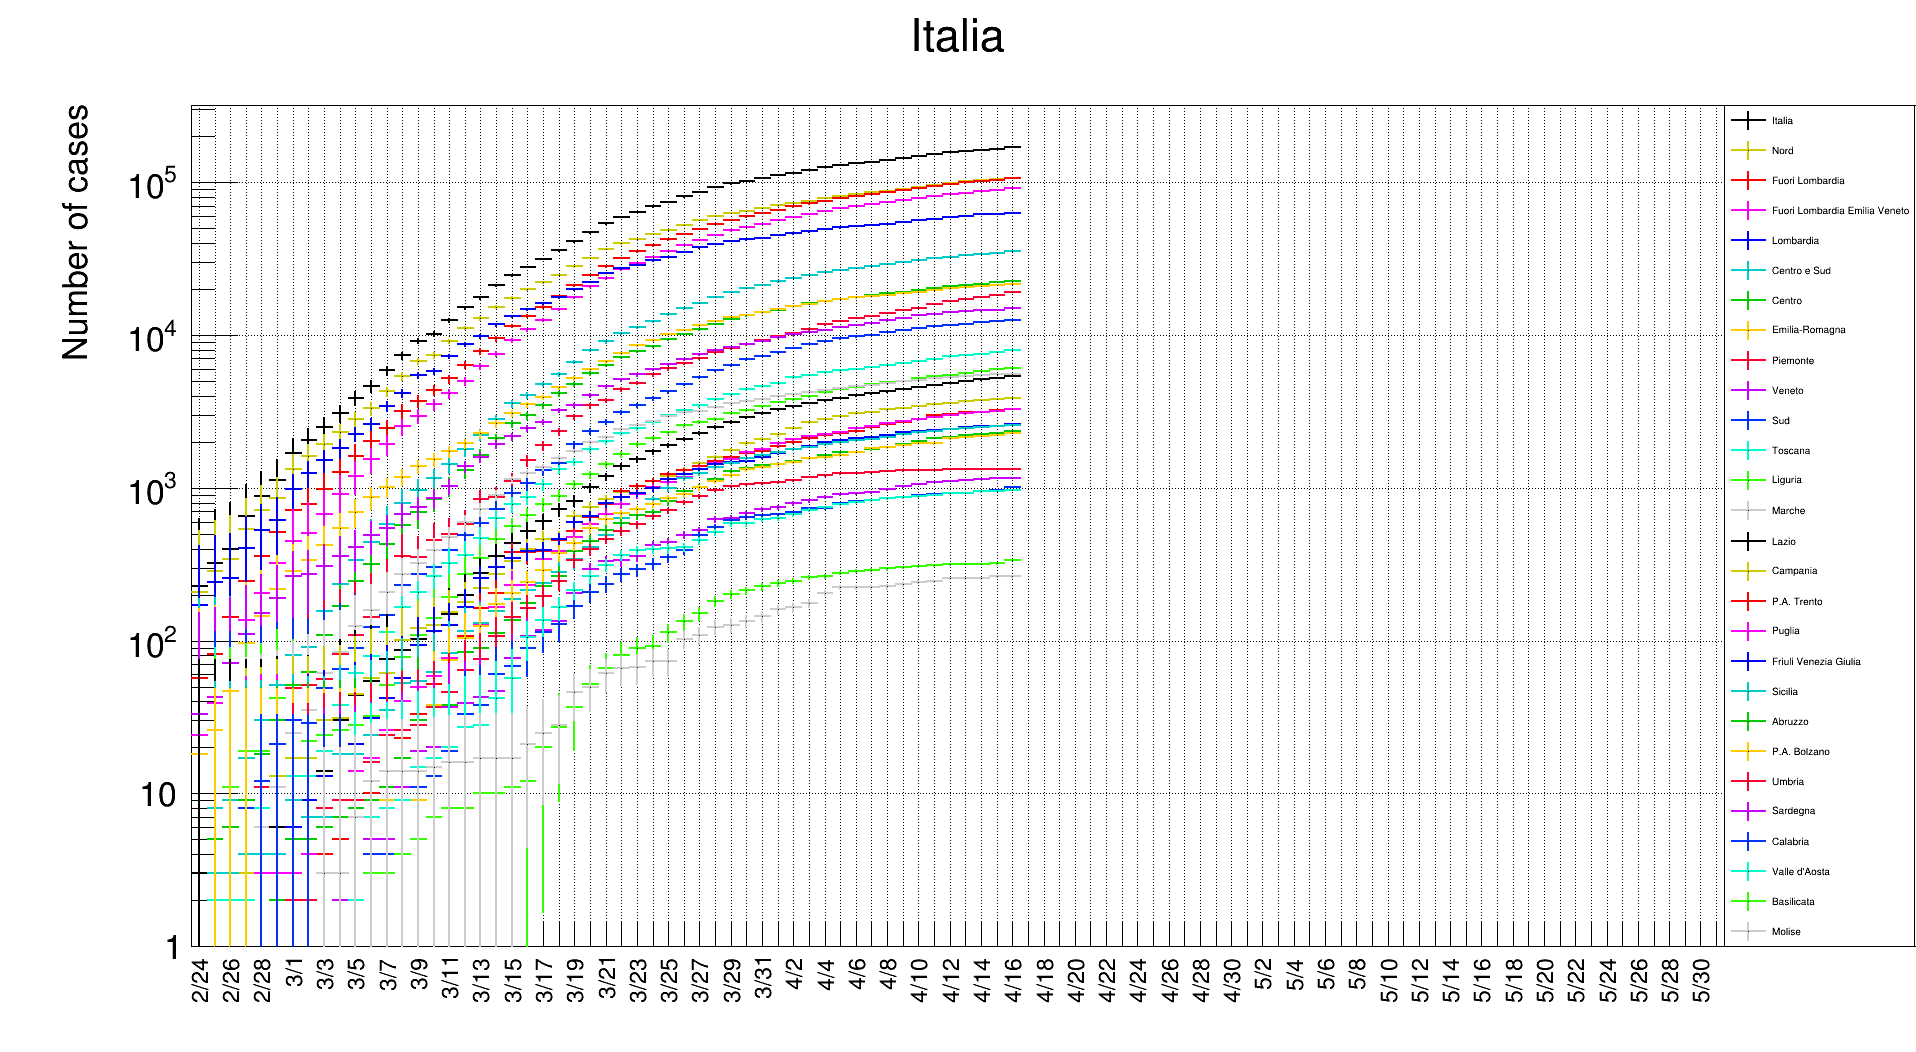 Italia
Number of cases
10^5
10^4
10^3
10^2
10
1
2/24
2/26
2/28
3/1
3/3
3/5
3/7
3/9
3/11
3/13
3/15
3/17
3/19
3/21
3/23
3/25
3/27
3/29
3/31
4/2
4/4
4/6
4/8
4/10
4/12
4/14
4/16
4/18
4/20
4/22
4/24
4/26
4/28
4/30
5/2
5/4
5/6
5/8
5/10
5/12
5/14
5/16
5/18
5/20
5/22
5/24
5/26
5/28
5/30
Italia
Nord
Fuori Lombardia
Fuori Lombardia Emilia Veneto
Lombardia
Centro e Sud
Centro
Emilia-Romagna
Piemonte
Veneto
Sud
Toscana
Liguria
Marche
Lazio
Campania
P.A. Trento
Puglia
Friuli Venezia Giulia
Sicilia
Abruzzo
P.A. Bolzano
Umbria
Sardegna
Calabria
Valle d'Aosta
Basilicata
Molise